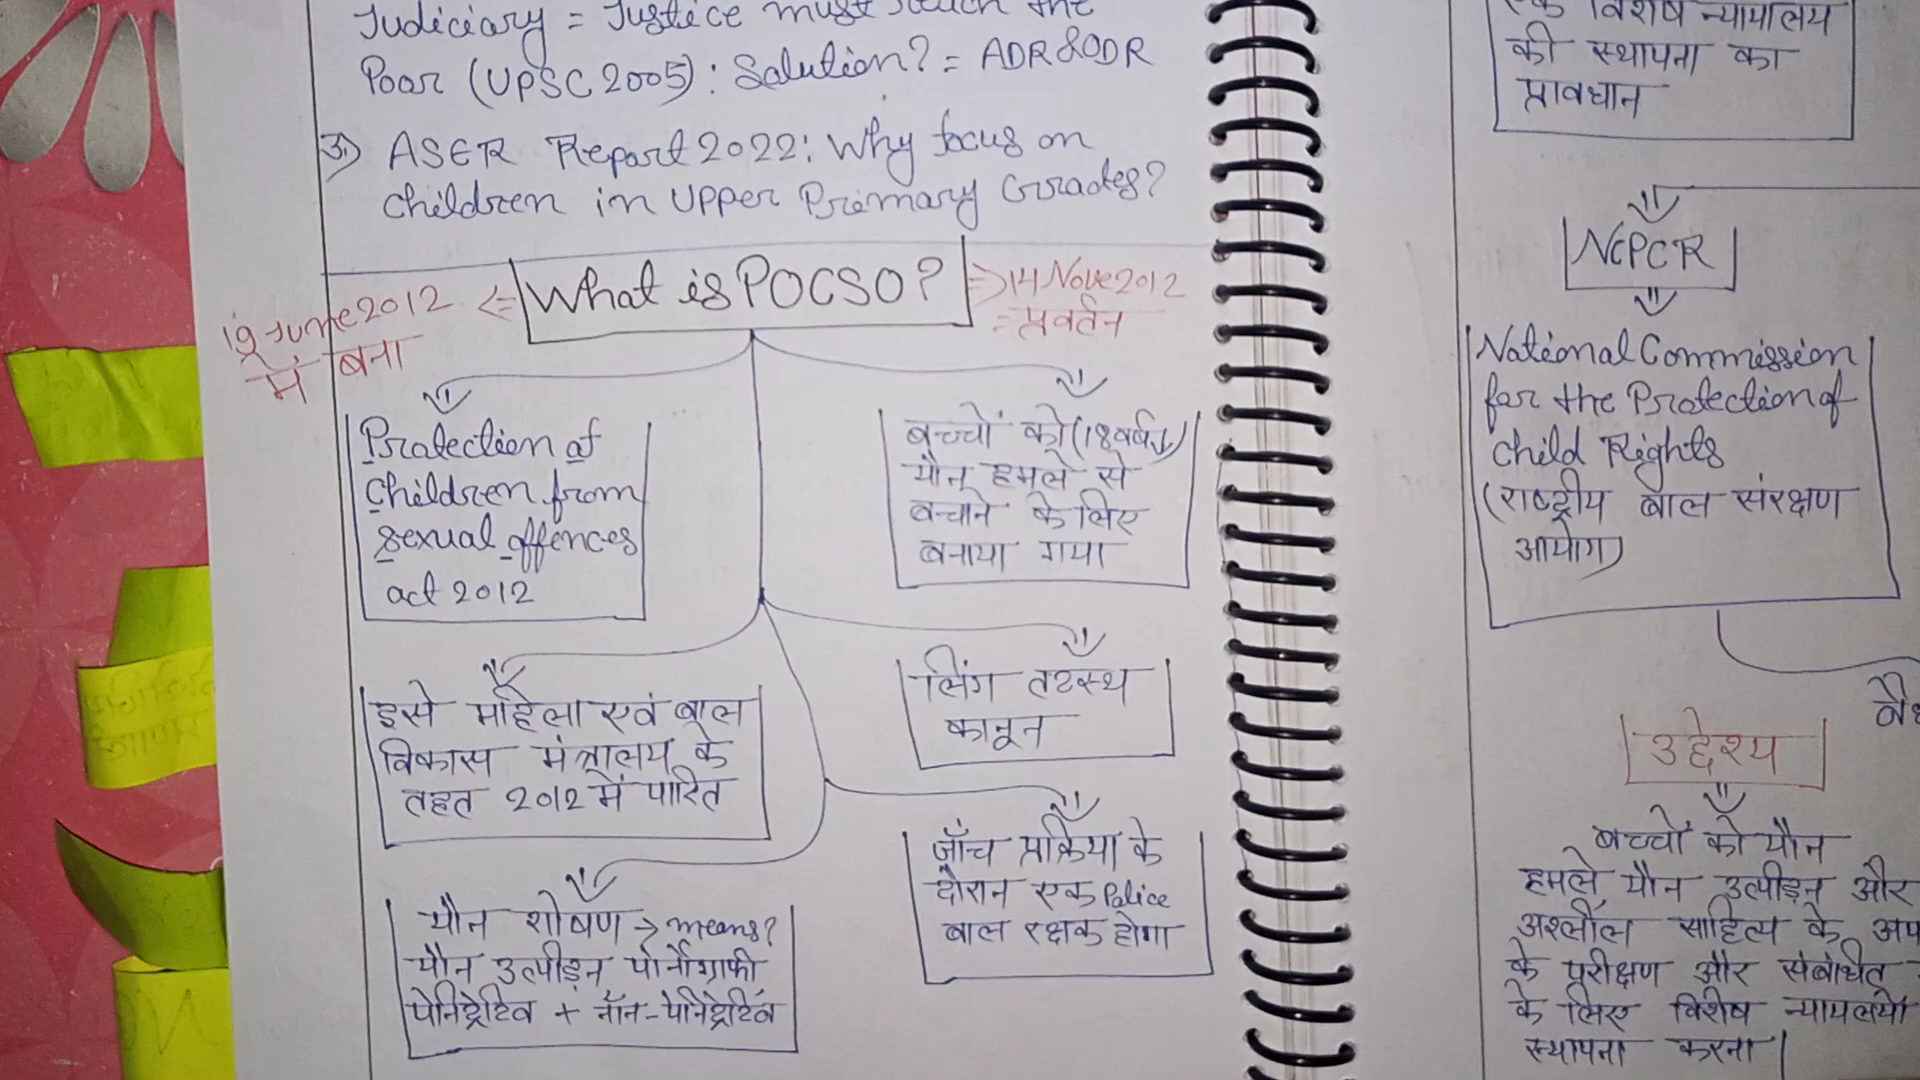 Judiciary = Justice must reach the
Poor (UPSC 2005): Solution? = ADR & ODR
3) ASER Report 2022: Why focus on
children in Upper Primary Grades?
What is POCSO?
19 June 2012 में बना
14 Nove 2012
= प्रवर्तन
Protection of
children from
sexual offences
act 2012
बच्चों को (18 वर्ष↓)
यौन हमले से
बचाने के लिए
बनाया गया
इसे महिला एवं बाल
विकास मंत्रालय के
तहत 2012 में पारित
लिंग तटस्थ
कानून
जाँच प्रक्रिया के
दौरान एक Police
बाल रक्षक होगा
यौन शोषण → means?
यौन उत्पीड़न पोर्नोग्राफी
पेनिट्रेटिव + नॉन-पेनिट्रेटिव
एक विशेष न्यायालय
की स्थापना का
प्रावधान
NCPCR
National Commission
for the Protection of
Child Rights
(राष्ट्रीय बाल संरक्षण
आयोग)
उद्देश्य
बच्चों को यौन
हमले यौन उत्पीड़न और
अश्लील साहित्य के अप
के परीक्षण और संबंधित
के लिए विशेष न्यायलयों
स्थापना करना |